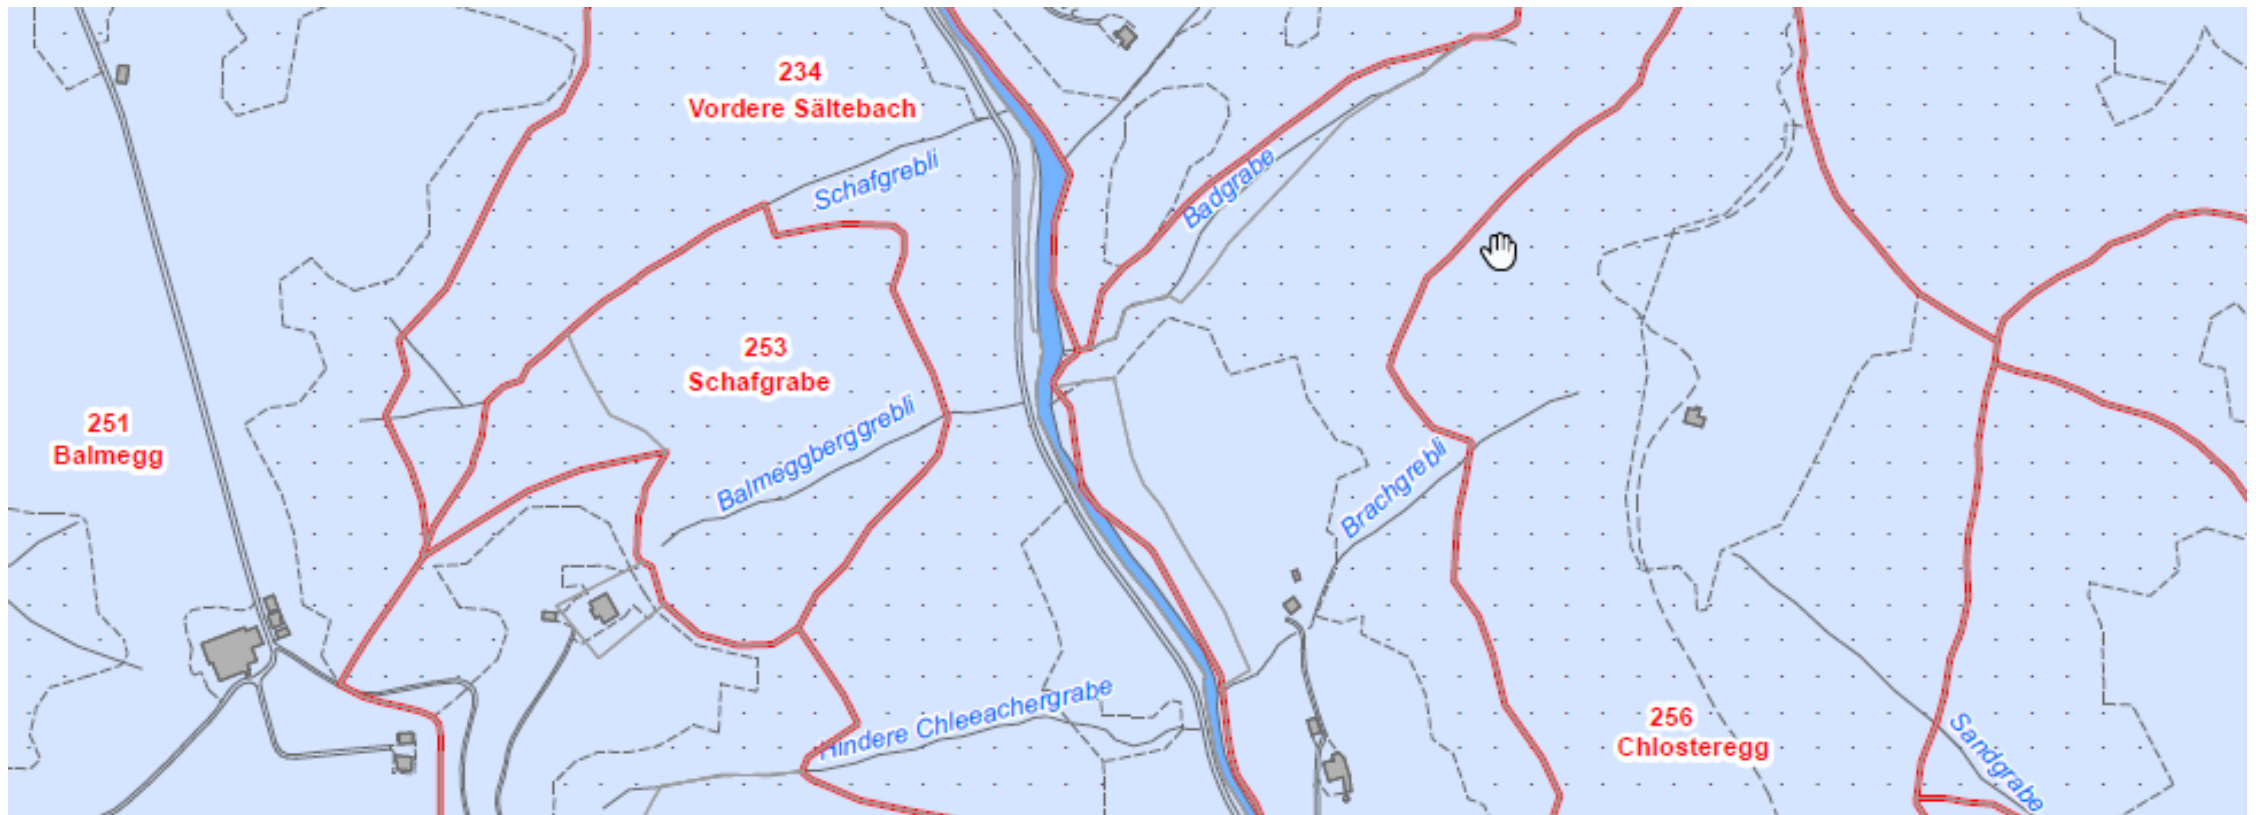 234
Vordere Sältebach
Schafgrebli
Badgrabe
253
Schafgrabe
251
Balmegg
Balmeggberggrebli
Brachgrebli
Hindere Chleeachergrabe
256
Chlosteregg
Sandgrabe